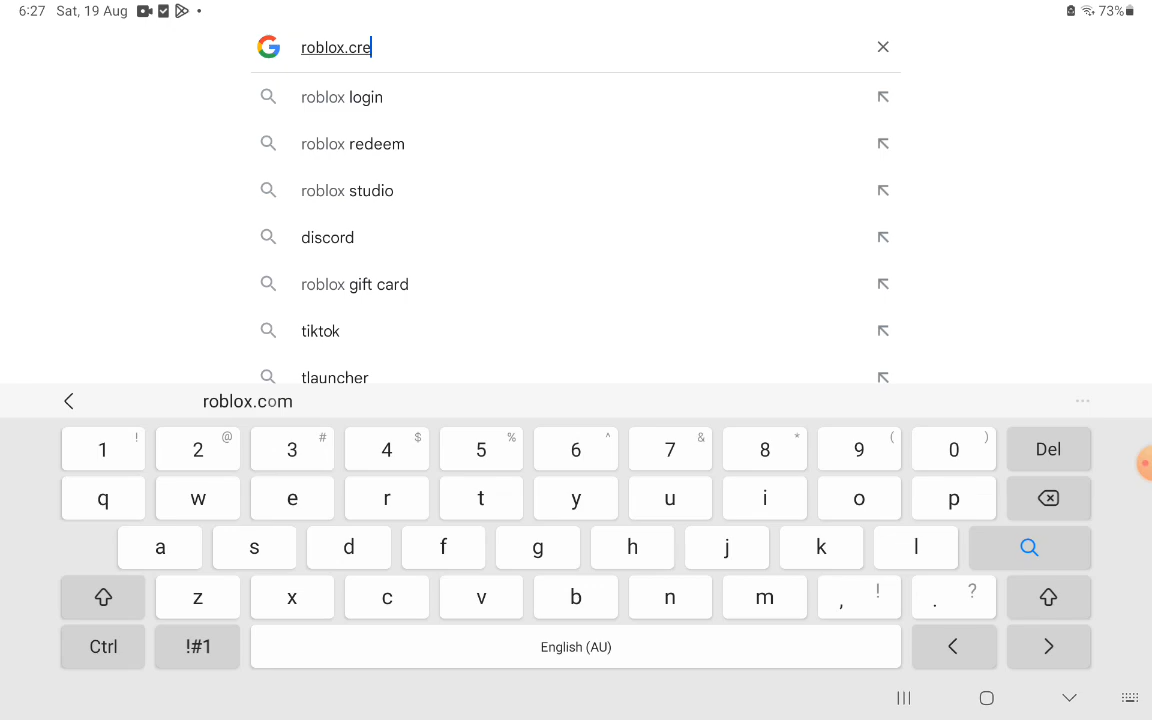 6:27 Sat, 19 Aug 73%
roblox.cre
roblox login
roblox redeem
roblox studio
discord
roblox gift card
tiktok
tlauncher
roblox.com
1 ! 2 @ 3 # 4 $ 5 % 6 ^ 7 & 8 * 9 ( 0 ) Del
q w e r t y u i o p
a s d f g h j k l
z x c v b n m , ! . ?
Ctrl !#1 English (AU)